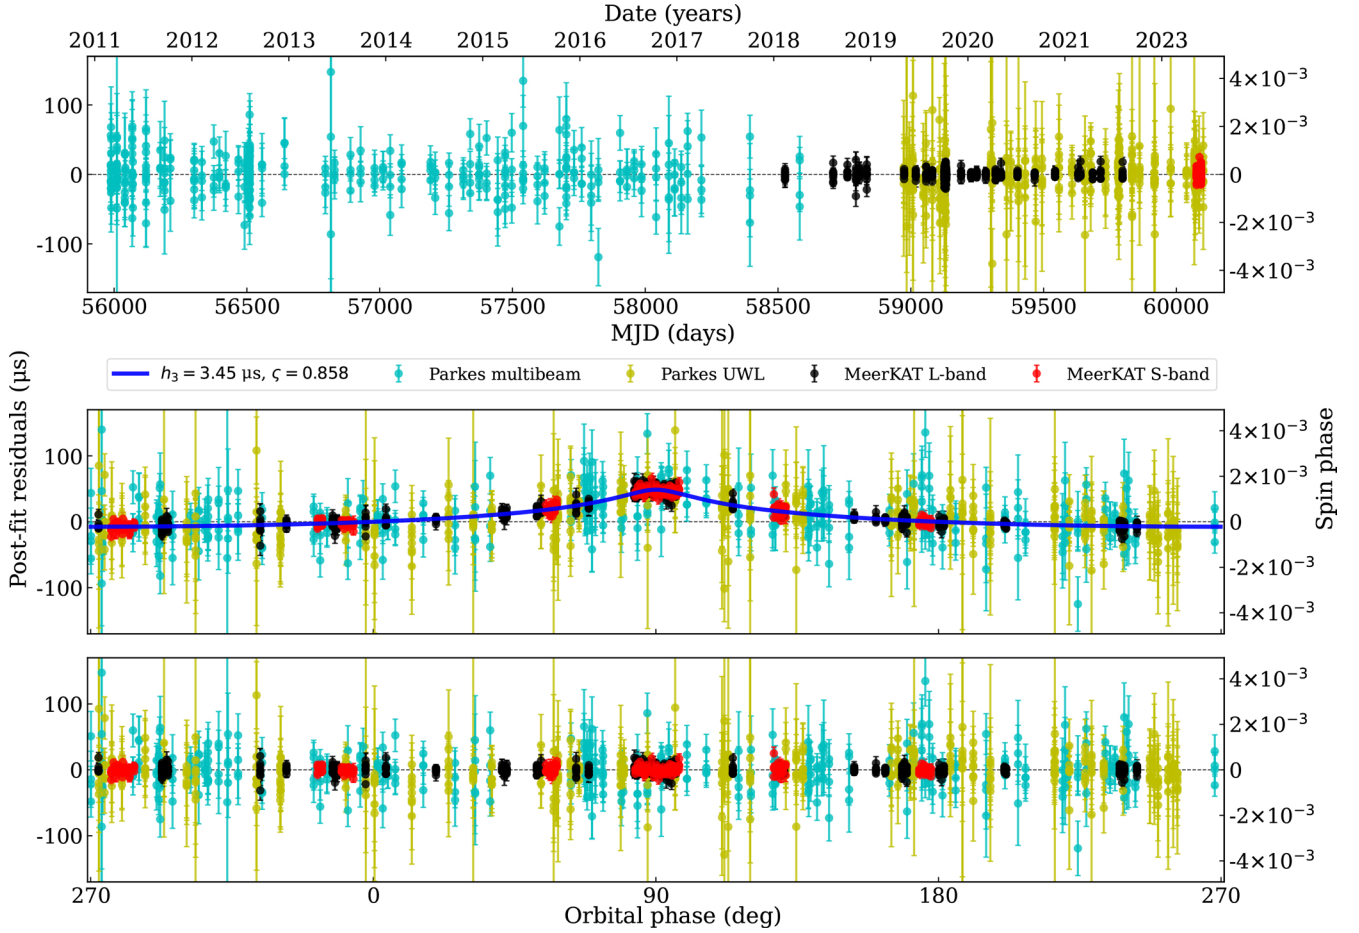 Date (years)
2011 2012 2013 2014 2015 2016 2017 2018 2019 2020 2021 2023
100
0
-100
4×10⁻³
2×10⁻³
0
-2×10⁻³
-4×10⁻³
56000 56500 57000 57500 58000 58500 59000 59500 60000
MJD (days)
h₃ = 3.45 µs, ς = 0.858 Parkes multibeam Parkes UWL MeerKAT L-band MeerKAT S-band
Post-fit residuals (µs)
100
0
-100
4×10⁻³
2×10⁻³
0
-2×10⁻³
-4×10⁻³
Spin phase
100
0
-100
4×10⁻³
2×10⁻³
0
-2×10⁻³
-4×10⁻³
270 0 90 180 270
Orbital phase (deg)